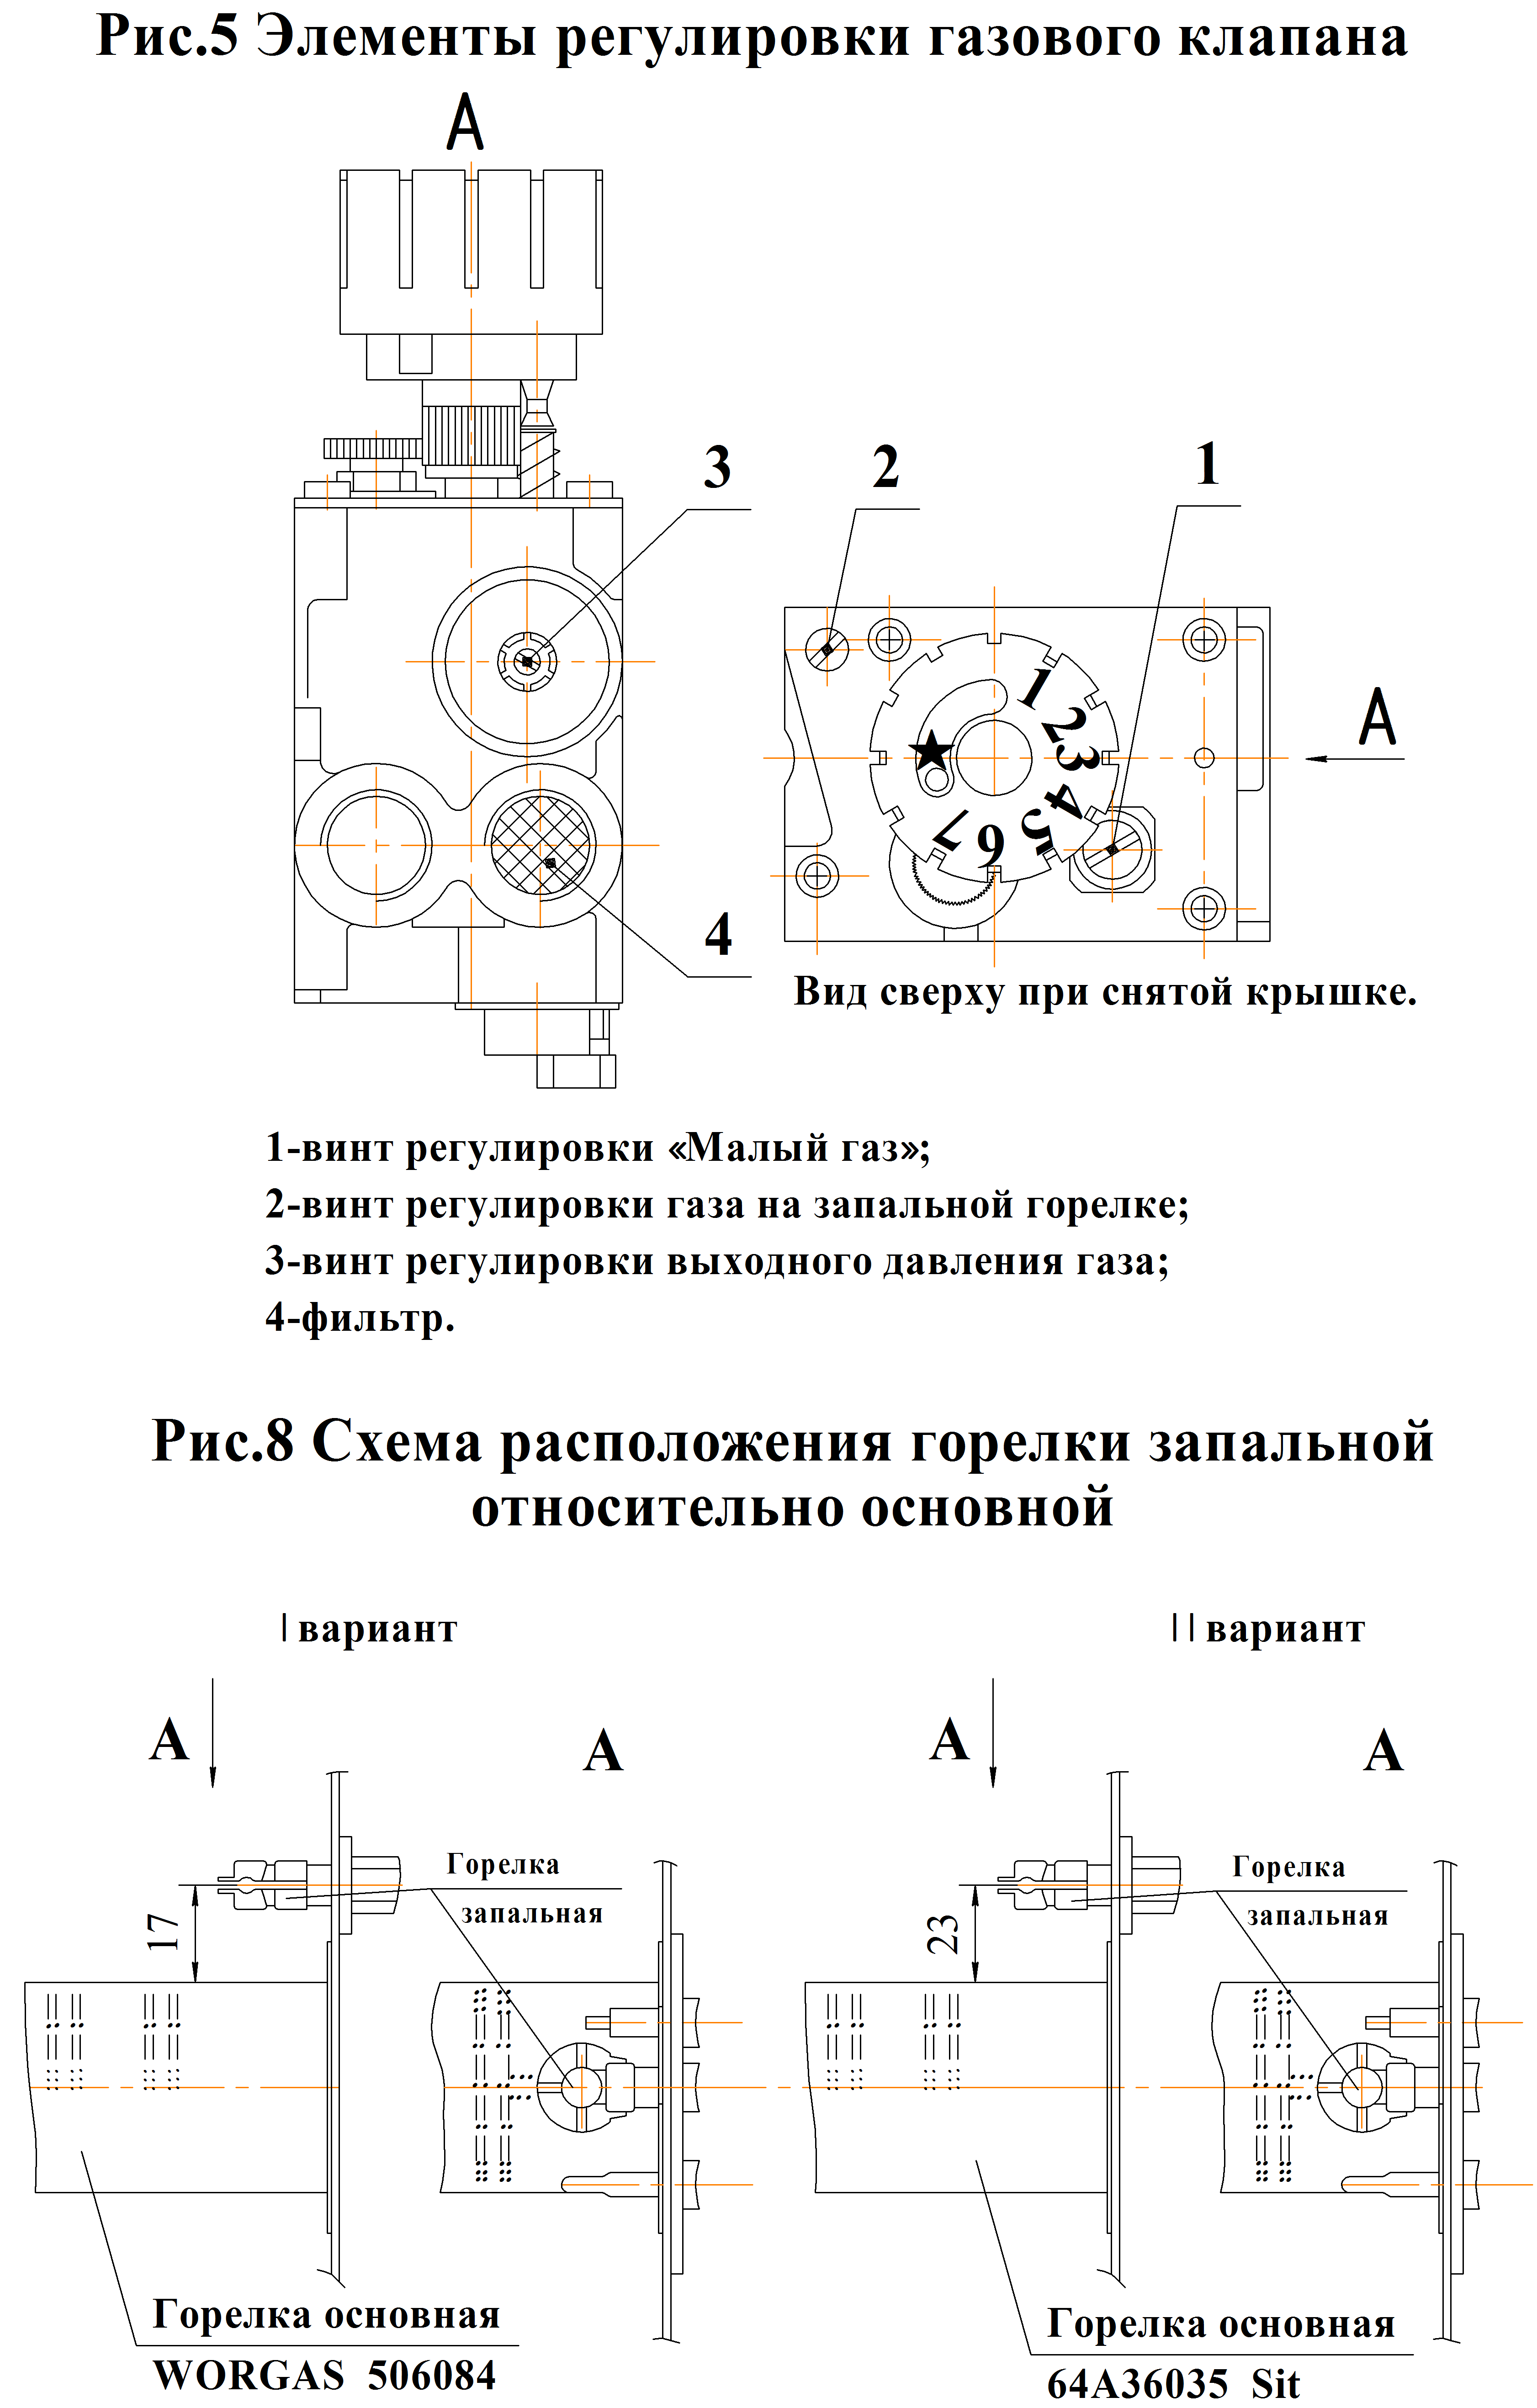 Рис.5 Элементы регулировки газового клапана
А
3
2
1
4
1
2
3
4
5
6
7
А
Вид сверху при снятой крышке.
1-винт регулировки «Малый газ»;
2-винт регулировки газа на запальной горелке;
3-винт регулировки выходного давления газа;
4-фильтр.
Рис.8 Схема расположения горелки запальной
относительно основной
I вариант
А
А
Горелка
запальная
17
Горелка основная
WORGAS 506084
II вариант
А
А
Горелка
запальная
23
Горелка основная
64А36035 Sit